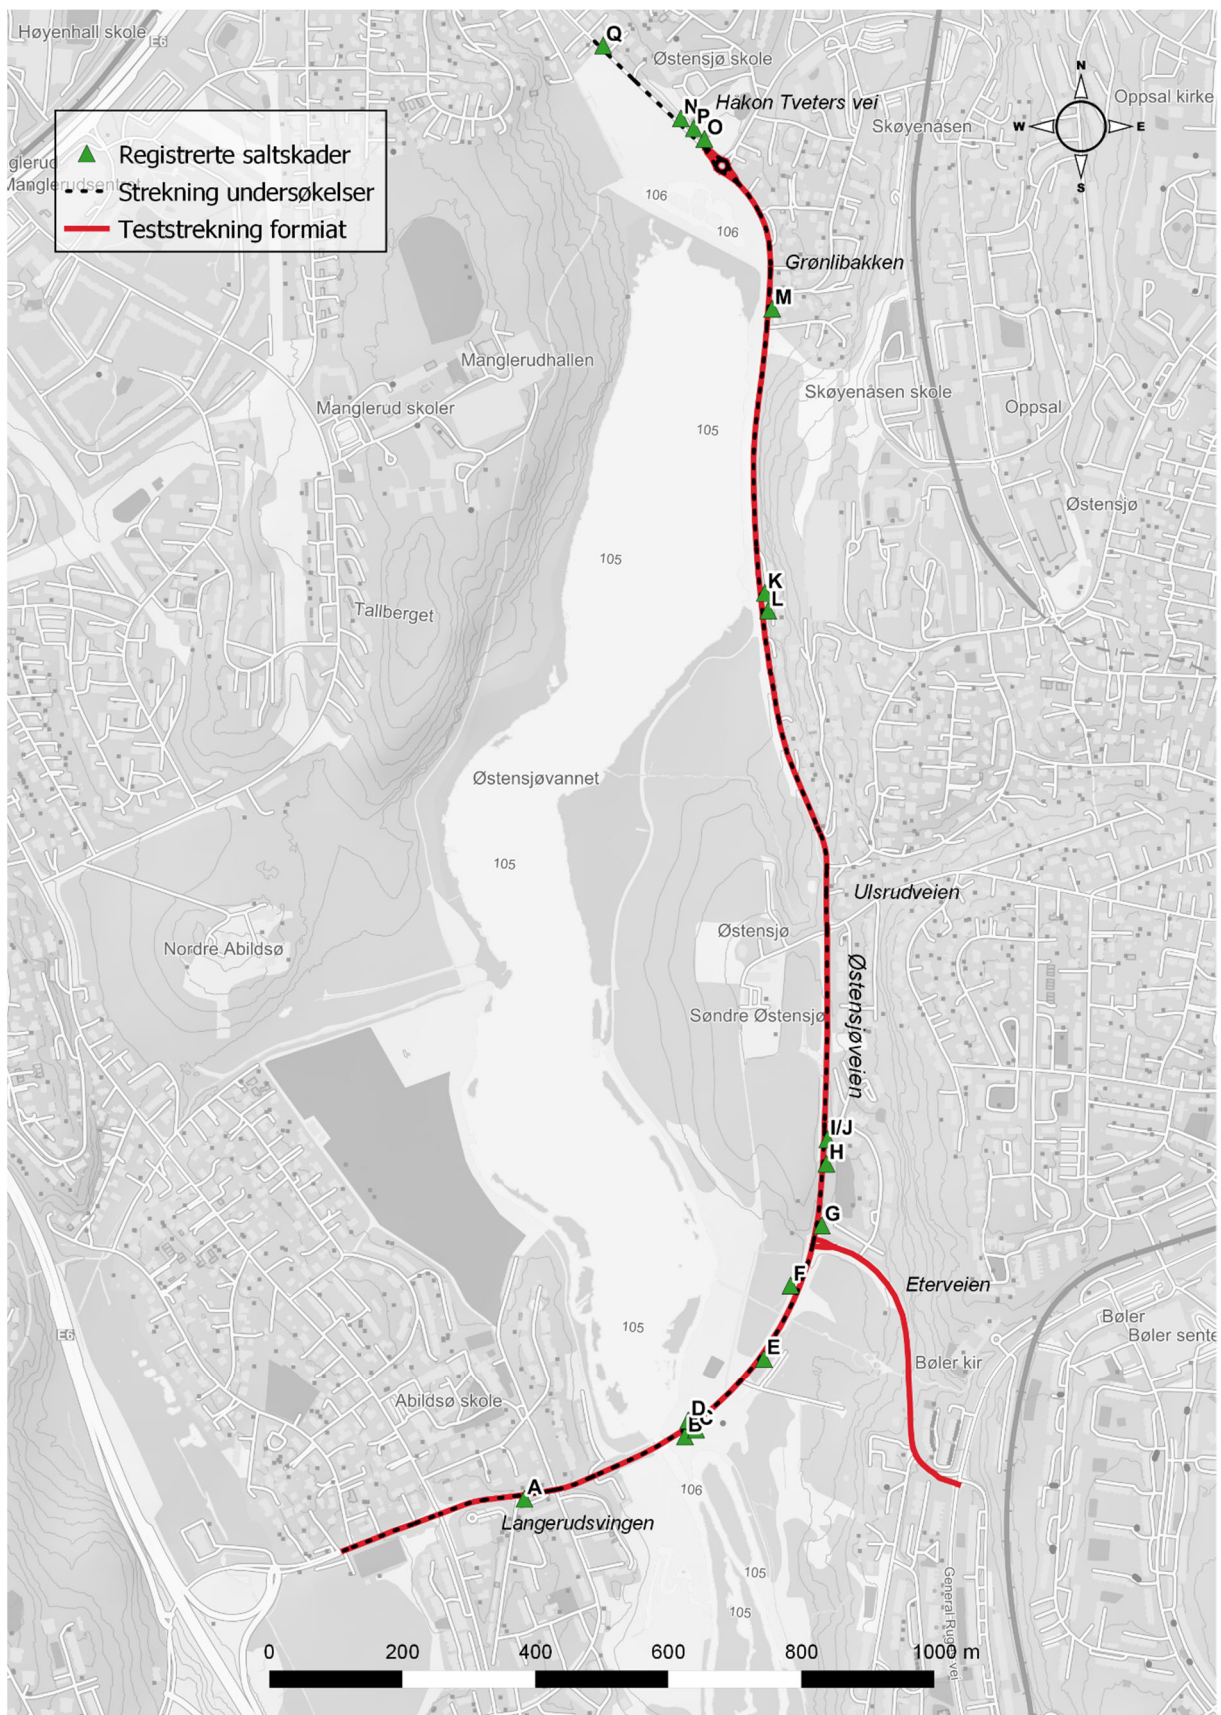 Høyenhall skole
E6
Q
Østensjø skole
N
Oppsal kirke
Håkon Tveters vei
N
P
O
Skøyenåsen
W
E
S
Registrerte saltskader
Strekning undersøkelser
Teststrekning formiat
106
106
Grønlibakken
M
Manglerudhallen
Skøyenåsen skole
Manglerud skoler
Oppsal
105
Østensjø
105
K
L
Tallberget
Østensjøvannet
105
Ulsrudveien
Østensjø
Nordre Abildsø
Østensjøveien
Søndre Østensjø
I/J
H
G
F
Eterveien
Bøler
105
E6
Bøler sente
E
Bøler kir
Abildsø skole
D
C
B
A
106
Langerudsvingen
105
105
0 200 400 600 800 1000 m